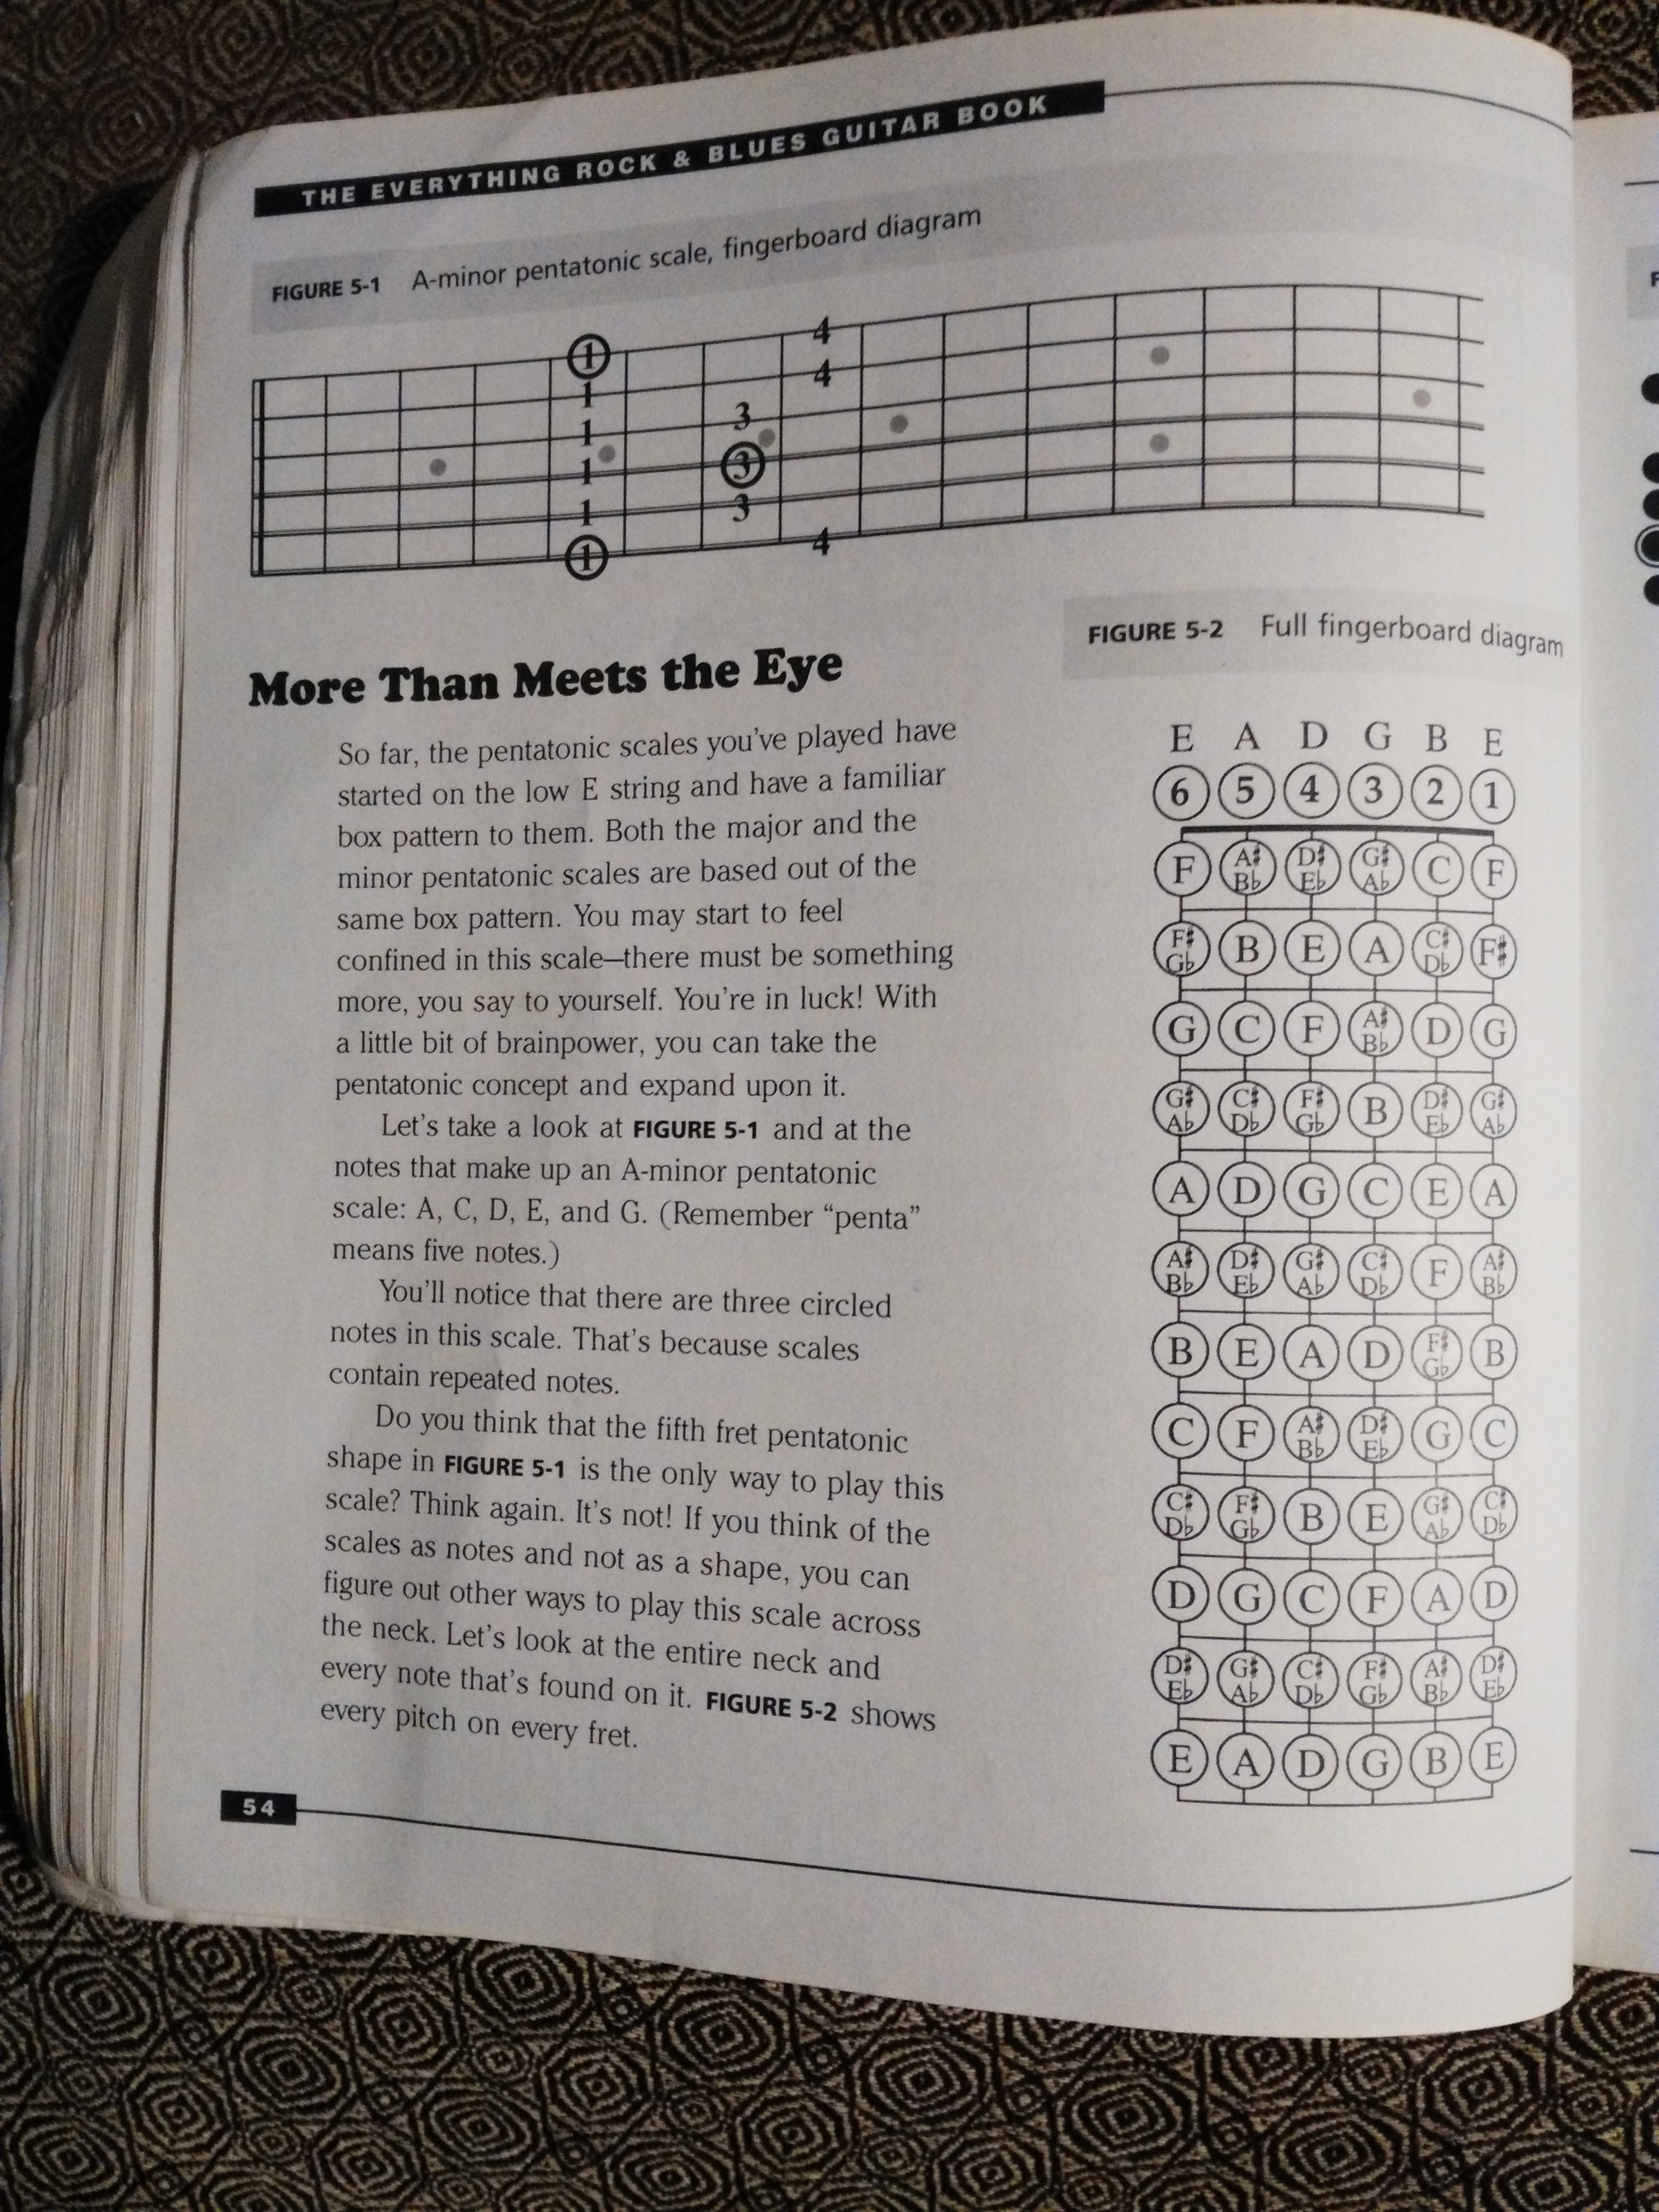 THE EVERYTHING ROCK & BLUES GUITAR BOOK
FIGURE 5-1 A-minor pentatonic scale, fingerboard diagram
1 4
1 4
1 3
1 3
1 3
1 4
More Than Meets the Eye
So far, the pentatonic scales you've played have
started on the low E string and have a familiar
box pattern to them. Both the major and the
minor pentatonic scales are based out of the
same box pattern. You may start to feel
confined in this scale—there must be something
more, you say to yourself. You're in luck! With
a little bit of brainpower, you can take the
pentatonic concept and expand upon it.
Let's take a look at FIGURE 5-1 and at the
notes that make up an A-minor pentatonic
scale: A, C, D, E, and G. (Remember “penta”
means five notes.)
You'll notice that there are three circled
notes in this scale. That's because scales
contain repeated notes.
Do you think that the fifth fret pentatonic
shape in FIGURE 5-1 is the only way to play this
scale? Think again. It's not! If you think of the
scales as notes and not as a shape, you can
figure out other ways to play this scale across
the neck. Let's look at the entire neck and
every note that's found on it. FIGURE 5-2 shows
every pitch on every fret.
FIGURE 5-2 Full fingerboard diagram
E A D G B E
6 5 4 3 2 1
F A♯ D♯ G♯ C F
B♭ E♭ A♭
F♯ B E A C♯ F♯
G♭ D♭
G C F A♯ D G
B♭
G♯ C♯ F♯ B D♯ G♯
A♭ D♭ G♭ E♭ A♭
A D G C E A
A♯ D♯ G♯ C♯ F A♯
B♭ E♭ A♭ D♭ B♭
B E A D F♯ B
G♭
C F A♯ D♯ G C
B♭ E♭
C♯ F♯ B E G♯ C♯
D♭ G♭ A♭ D♭
D G C F A D
D♯ G♯ C♯ F♯ A♯ D♯
E♭ A♭ D♭ G♭ B♭ E♭
E A D G B E
54